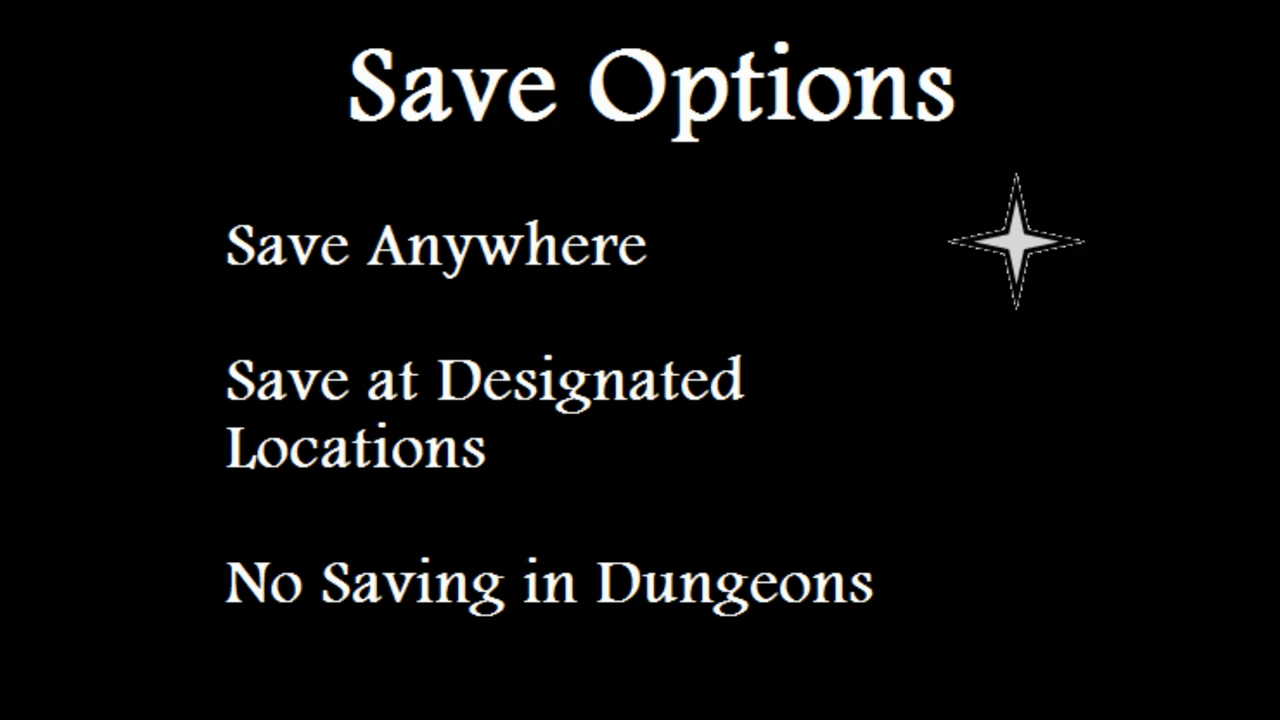 Save Options
Save Anywhere
Save at Designated
Locations
No Saving in Dungeons